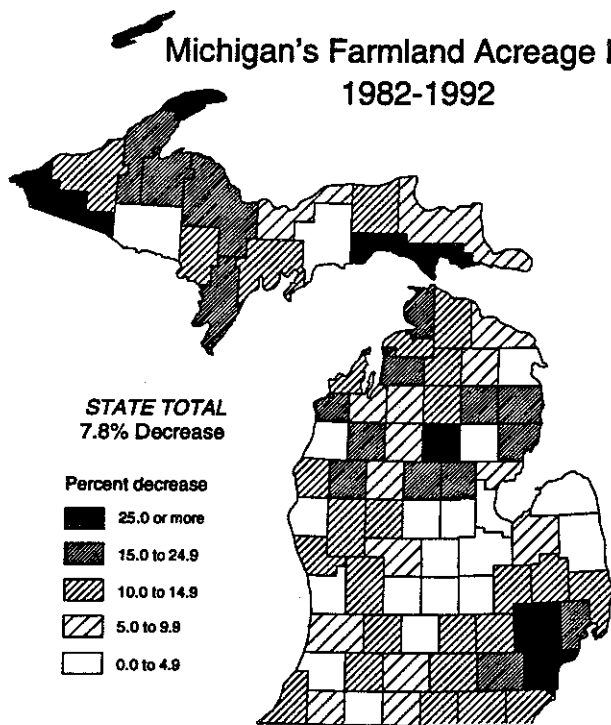 Michigan's Farmland Acreage
1982-1992
STATE TOTAL
7.8% Decrease
Percent decrease
25.0 or more
15.0 to 24.9
10.0 to 14.9
5.0 to 9.9
0.0 to 4.9